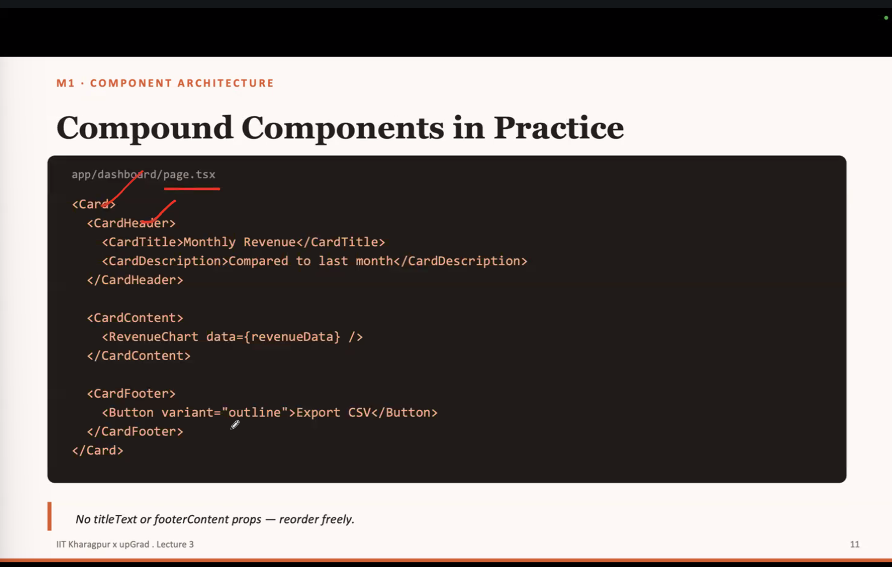 M1 · COMPONENT ARCHITECTURE
Compound Components in Practice
app/dashboard/page.tsx
<Card>
<CardHeader>
<CardTitle>Monthly Revenue</CardTitle>
<CardDescription>Compared to last month</CardDescription>
</CardHeader>
<CardContent>
<RevenueChart data={revenueData} />
</CardContent>
<CardFooter>
<Button variant="outline">Export CSV</Button>
</CardFooter>
</Card>
No titleText or footerContent props — reorder freely.
IIT Kharagpur x upGrad . Lecture 3
11